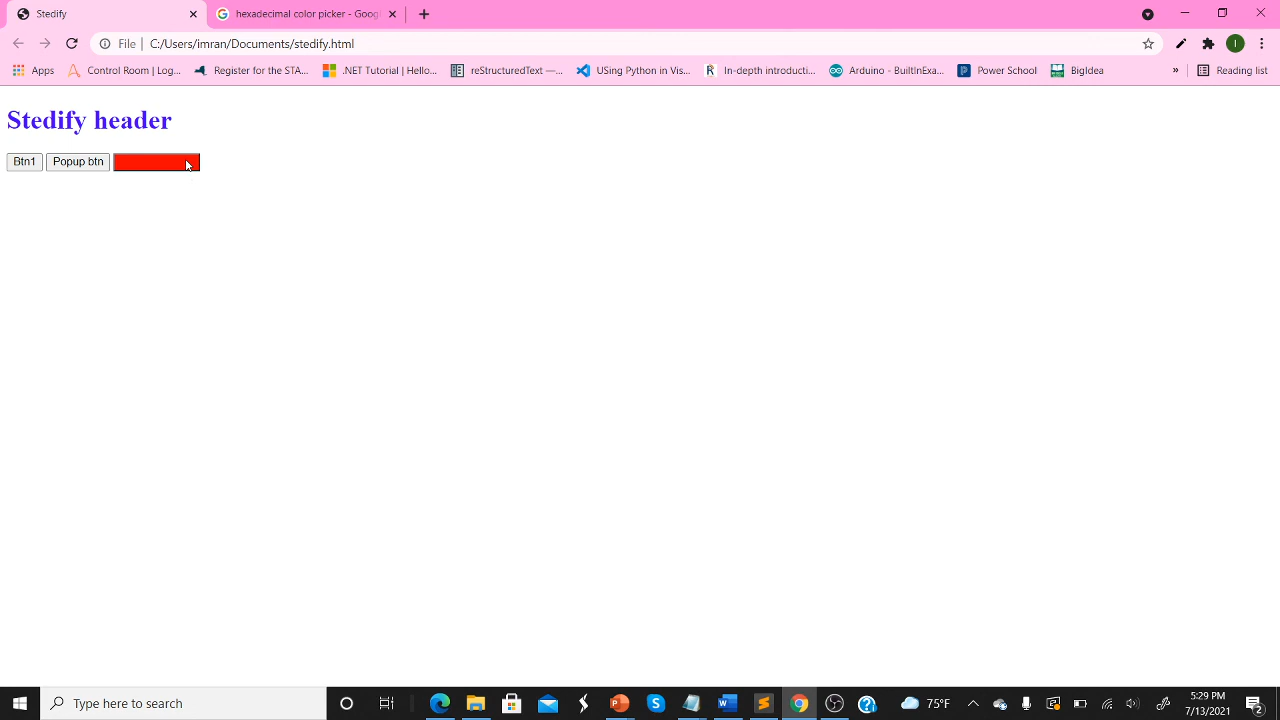 Stedify
hexadecimal color picker - Goog
File
C:/Users/imran/Documents/stedify.html
I
Apps
Control Room | Log...
Register for the STA...
.NET Tutorial | Hello...
reStructuredText —...
USing Python in Vis...
In-depth introducti...
Arduino - BuiltInExa...
Power School
BigIdea
»
Reading list
Stedify header
Btn1
Popup btn
Type here to search
75°F
5:29 PM
7/13/2021
2